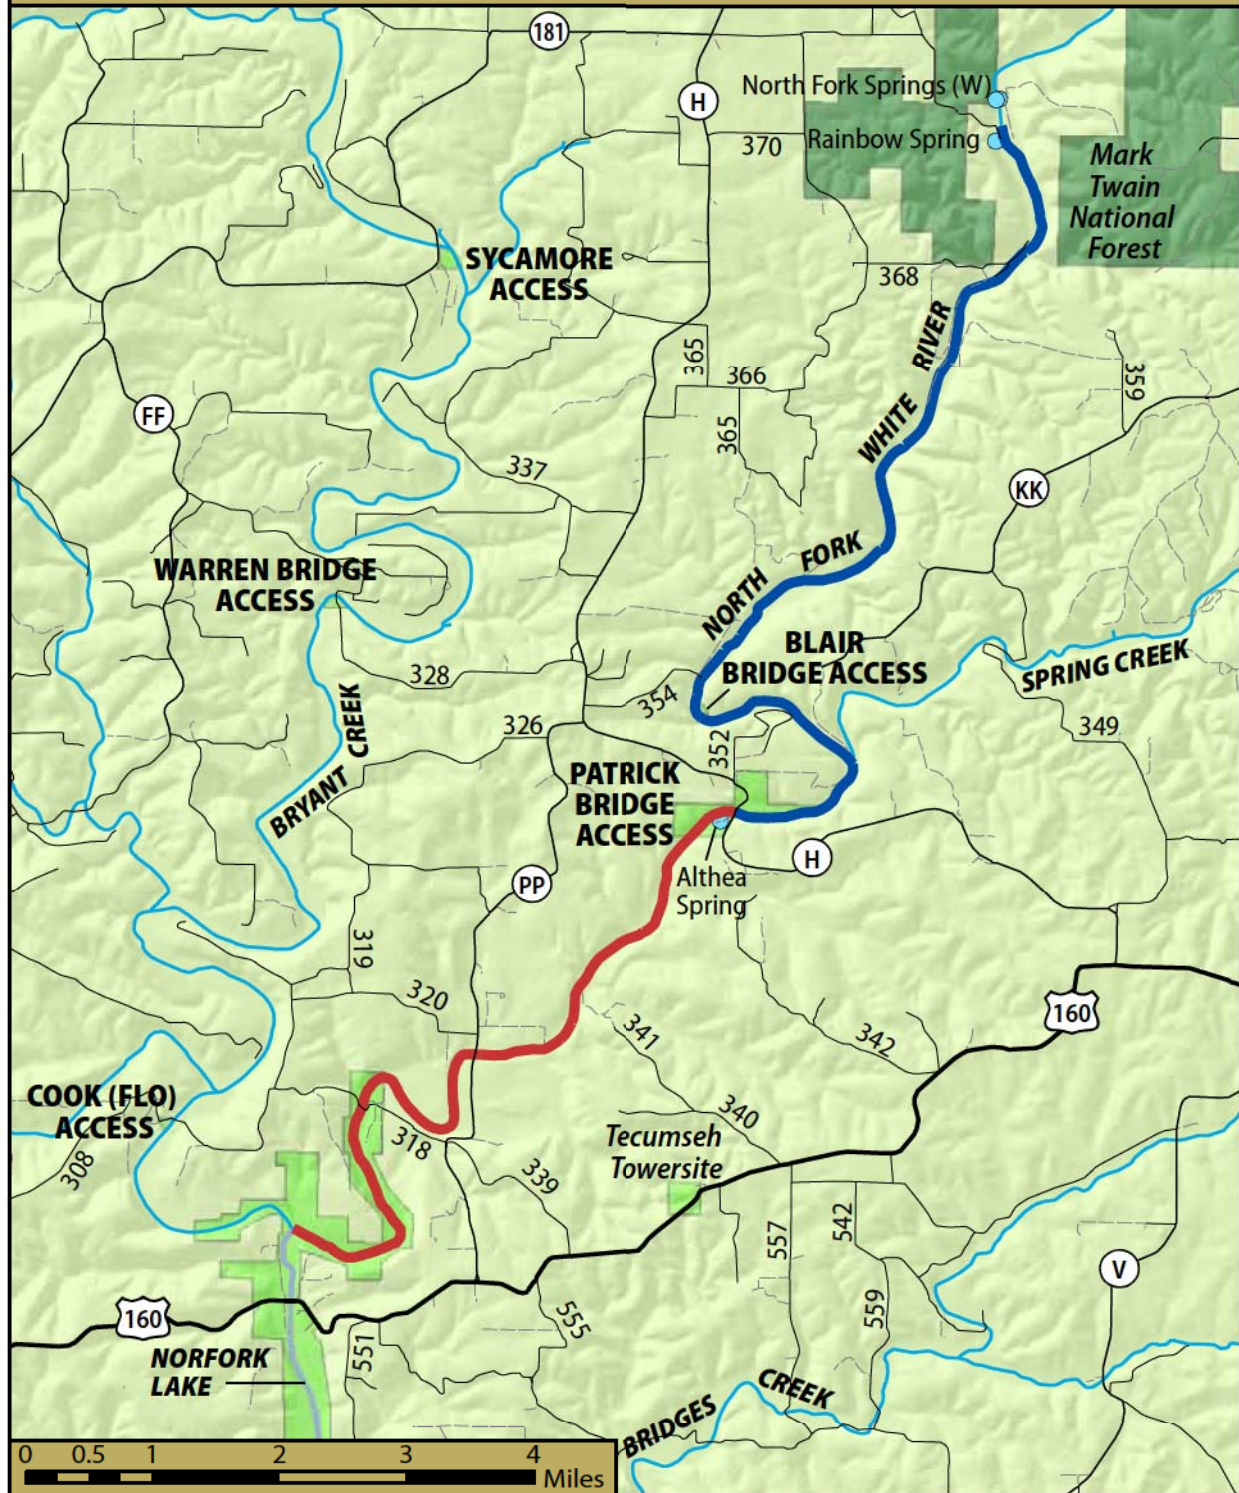 181
H
North Fork Springs (W)
370
Rainbow Spring
Mark
Twain
National
Forest
SYCAMORE
ACCESS
368
365
366
359
FF
365
WHITE RIVER
337
KK
NORTH FORK
WARREN BRIDGE
ACCESS
BLAIR
BRIDGE ACCESS
SPRING CREEK
328
354
326
352
349
BRYANT CREEK
PATRICK
BRIDGE
ACCESS
H
PP
Althea
Spring
319
320
160
341
342
COOK (FLO)
ACCESS
340
318
Tecumseh
Towersite
308
339
557
542
V
160
559
555
551
NORFORK
LAKE
BRIDGES CREEK
0 0.5 1 2 3 4
Miles